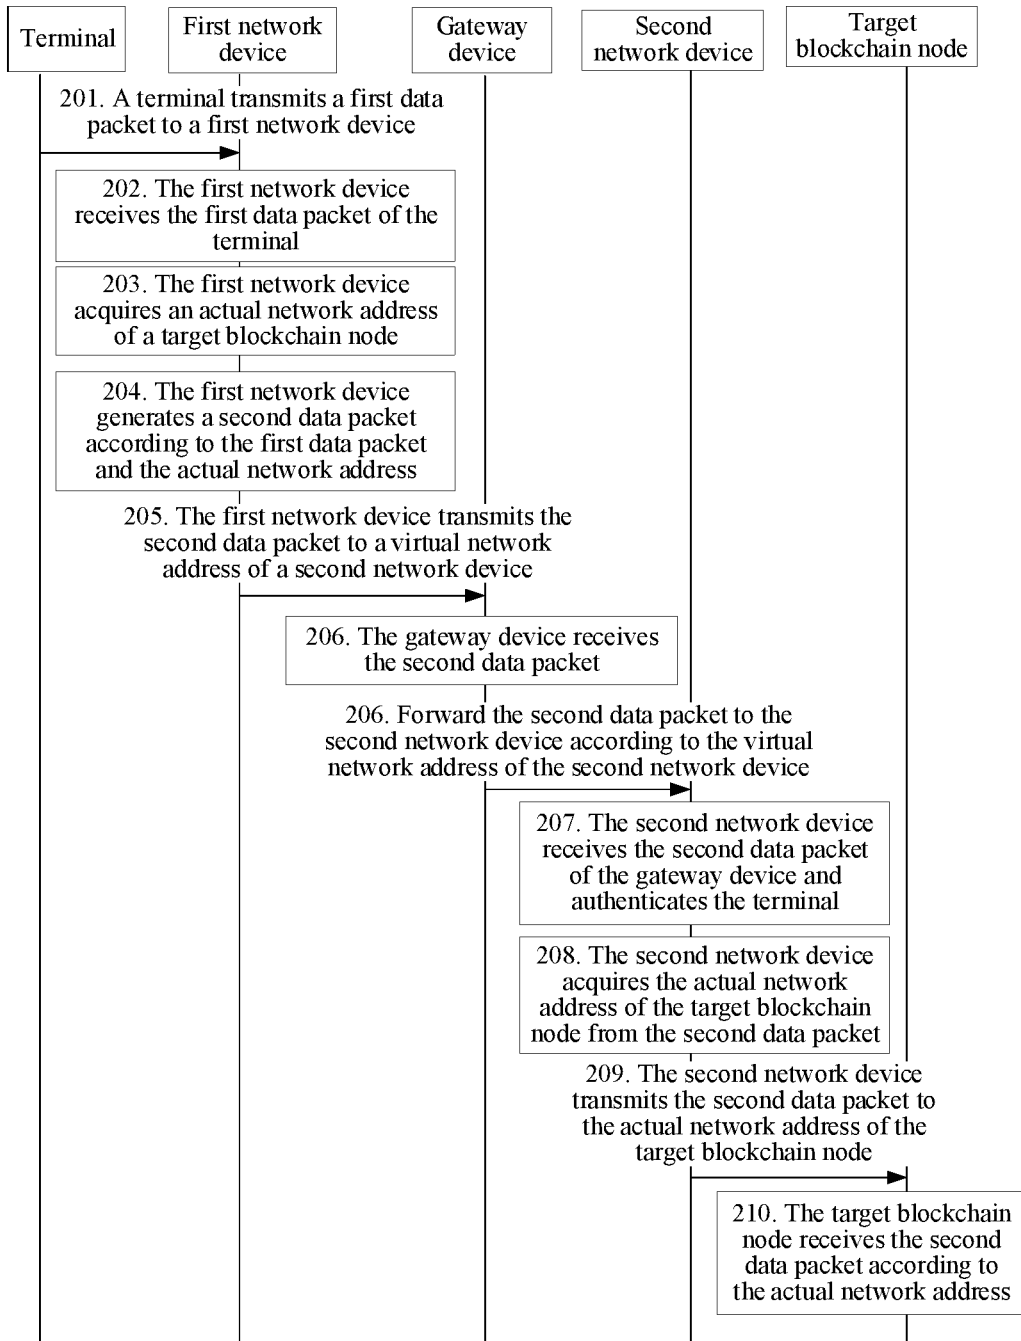 Terminal
First network
device
Gateway
device
Second
network device
Target
blockchain node
201. A terminal transmits a first data
packet to a first network device
202. The first network device
receives the first data packet of the
terminal
203. The first network device
acquires an actual network address
of a target blockchain node
204. The first network device
generates a second data packet
according to the first data packet
and the actual network address
205. The first network device transmits the
second data packet to a virtual network
address of a second network device
206. The gateway device receives
the second data packet
206. Forward the second data packet to the
second network device according to the virtual
network address of the second network device
207. The second network device
receives the second data packet
of the gateway device and
authenticates the terminal
208. The second network device
acquires the actual network
address of the target blockchain
node from the second data packet
209. The second network device
transmits the second data packet to
the actual network address of the
target blockchain node
210. The target blockchain
node receives the second
data packet according to
the actual network address